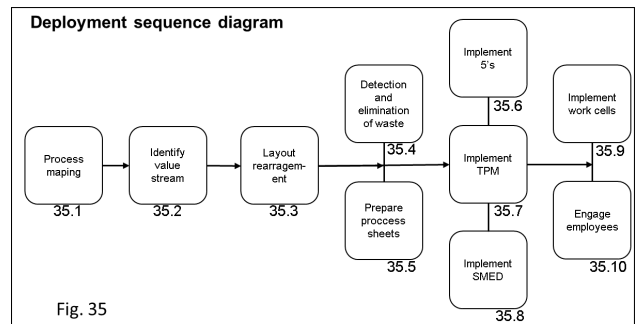 Deployment sequence diagram
Process
maping
35.1
Identify
value
stream
35.2
Layout
rearragem-
ent
35.3
Detection
and
elimination
of waste
35.4
Prepare
proccess
sheets
35.5
Implement
5's
35.6
Implement
TPM
35.7
Implement
SMED
35.8
Implement
work cells
35.9
Engage
employees
35.10
Fig. 35